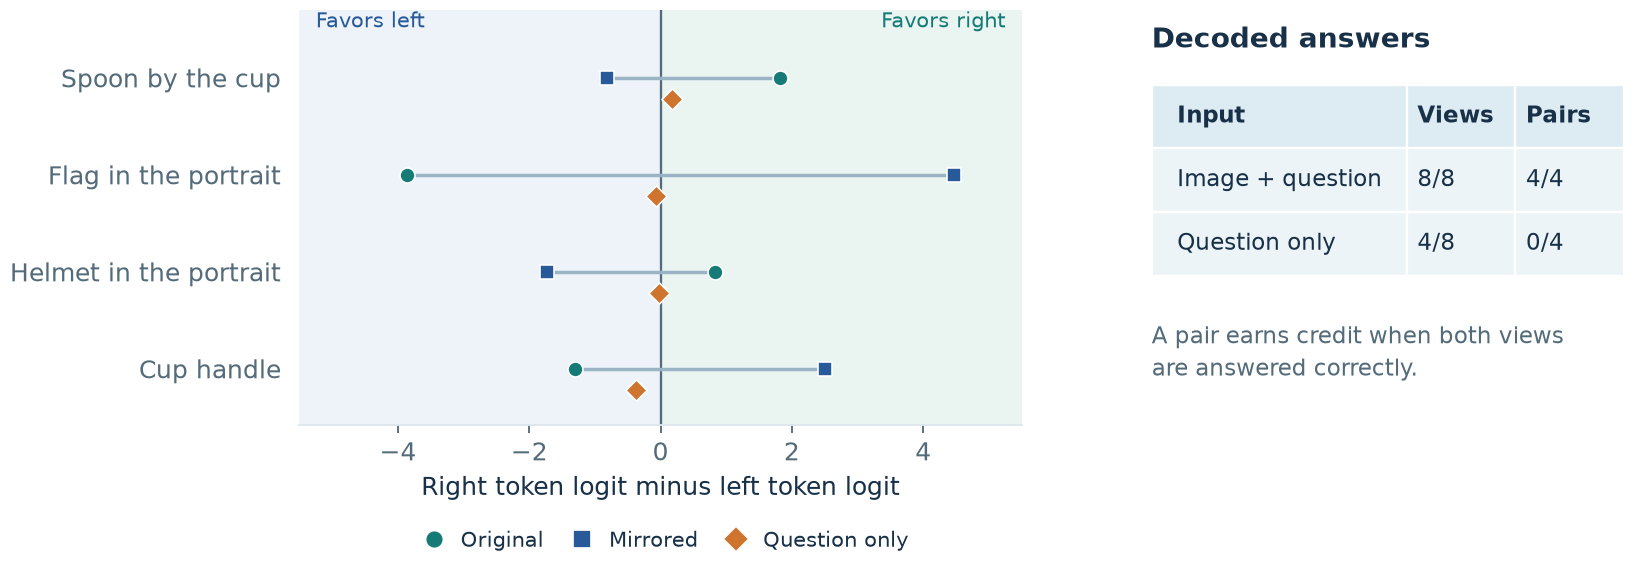 Favors left
Favors right
Spoon by the cup
Flag in the portrait
Helmet in the portrait
Cup handle
−4 −2 0 2 4
Right token logit minus left token logit
Original Mirrored Question only
Decoded answers
Input Views Pairs
Image + question 8/8 4/4
Question only 4/8 0/4
A pair earns credit when both views
are answered correctly.